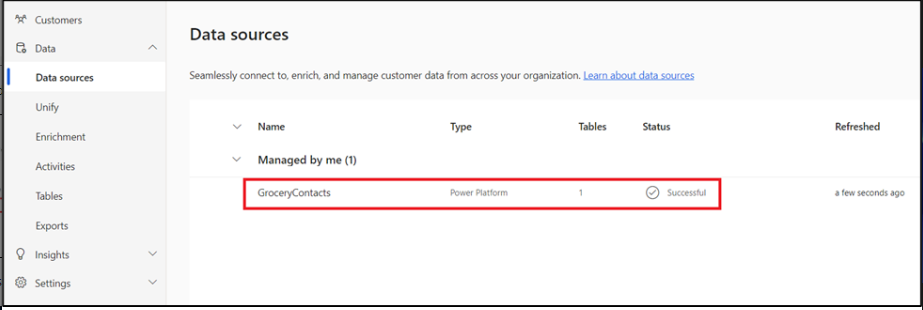 Customers
Data
Data sources
Unify
Enrichment
Activities
Tables
Exports
Insights
Settings
Data sources
Seamlessly connect to, enrich, and manage customer data from across your organization. Learn about data sources
Name Type Tables Status Refreshed
Managed by me (1)
GroceryContacts Power Platform 1 Successful a few seconds ago